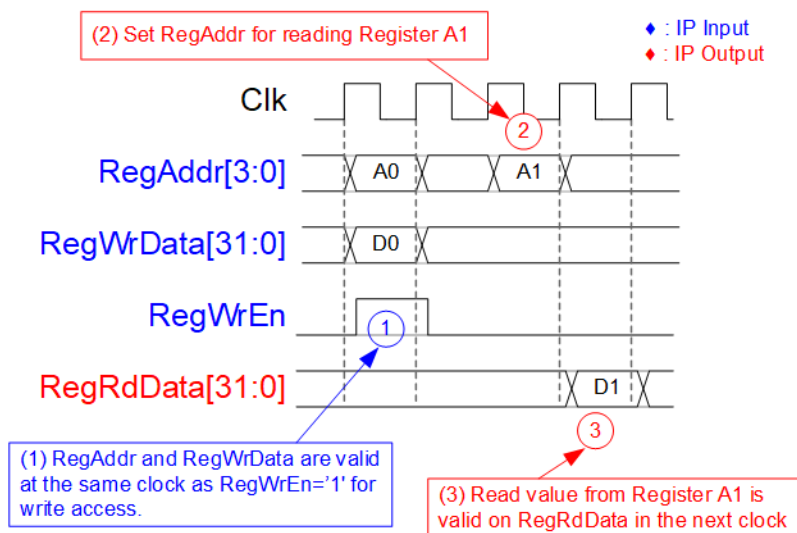 (2) Set RegAddr for reading Register A1
♦ : IP Input
♦ : IP Output
Clk
2
RegAddr[3:0]
A0
A1
RegWrData[31:0]
D0
RegWrEn
1
RegRdData[31:0]
D1
3
(1) RegAddr and RegWrData are valid
at the same clock as RegWrEn='1' for
write access.
(3) Read value from Register A1 is
valid on RegRdData in the next clock